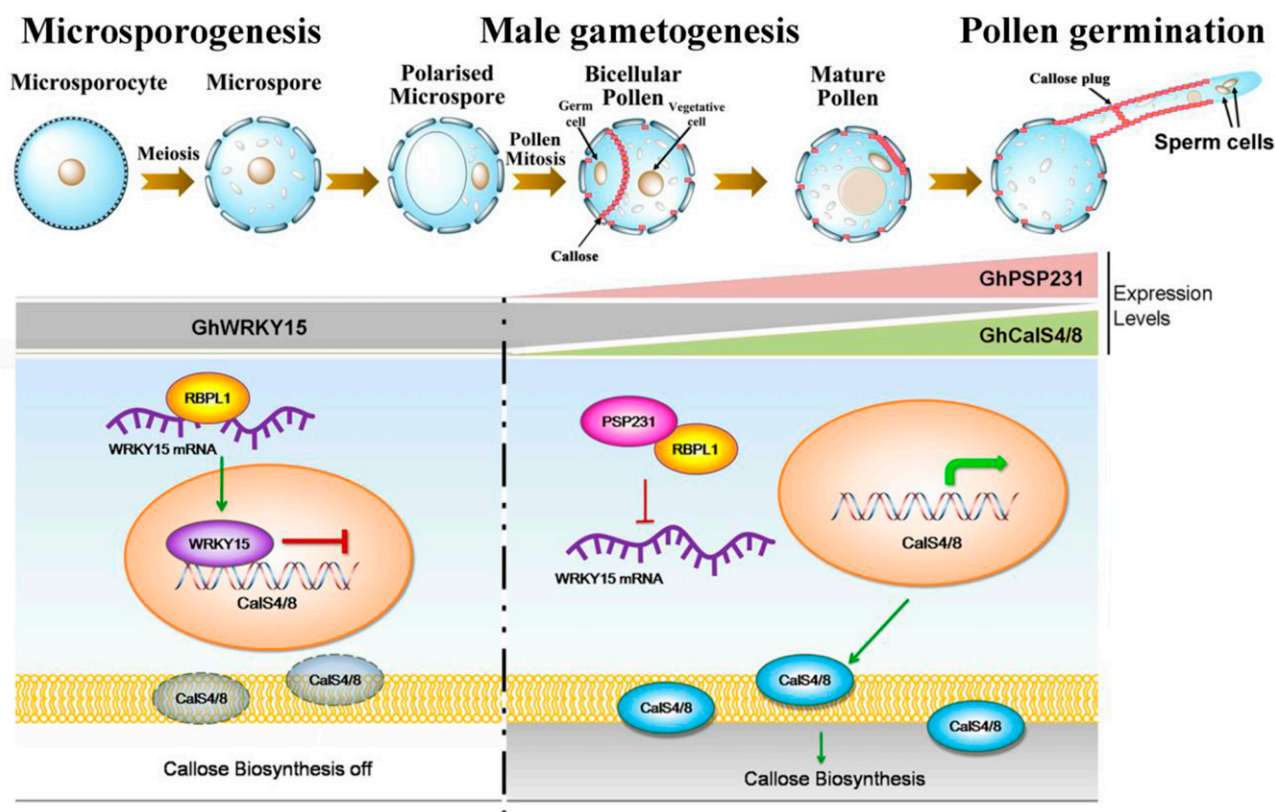 Microsporogenesis
Male gametogenesis
Pollen germination
Microsporocyte
Microspore
Polarised
Microspore
Bicellular
Pollen
Mature
Pollen
Callose plug
Germ
cell
Vegetative
cell
Meiosis
Pollen
Mitosis
Sperm cells
Callose
GhPSP231
GhWRKY15
GhCalS4/8
Expression
Levels
RBPL1
WRKY15 mRNA
WRKY15
CalS4/8
CalS4/8
CalS4/8
Callose Biosynthesis off
PSP231
RBPL1
WRKY15 mRNA
CalS4/8
CalS4/8
CalS4/8
CalS4/8
Callose Biosynthesis